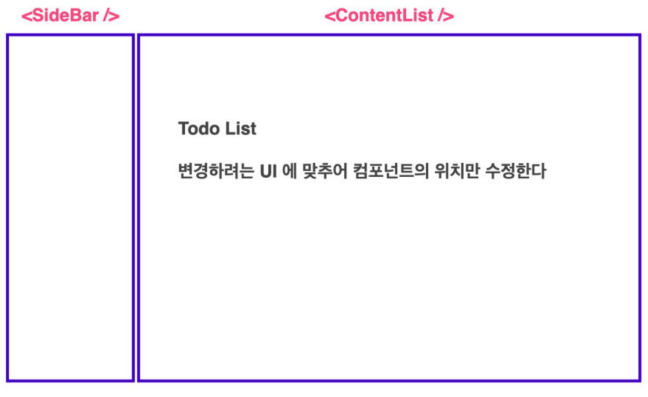 <SideBar />
<ContentList />
Todo List
변경하려는 UI 에 맞추어 컴포넌트의 위치만 수정한다